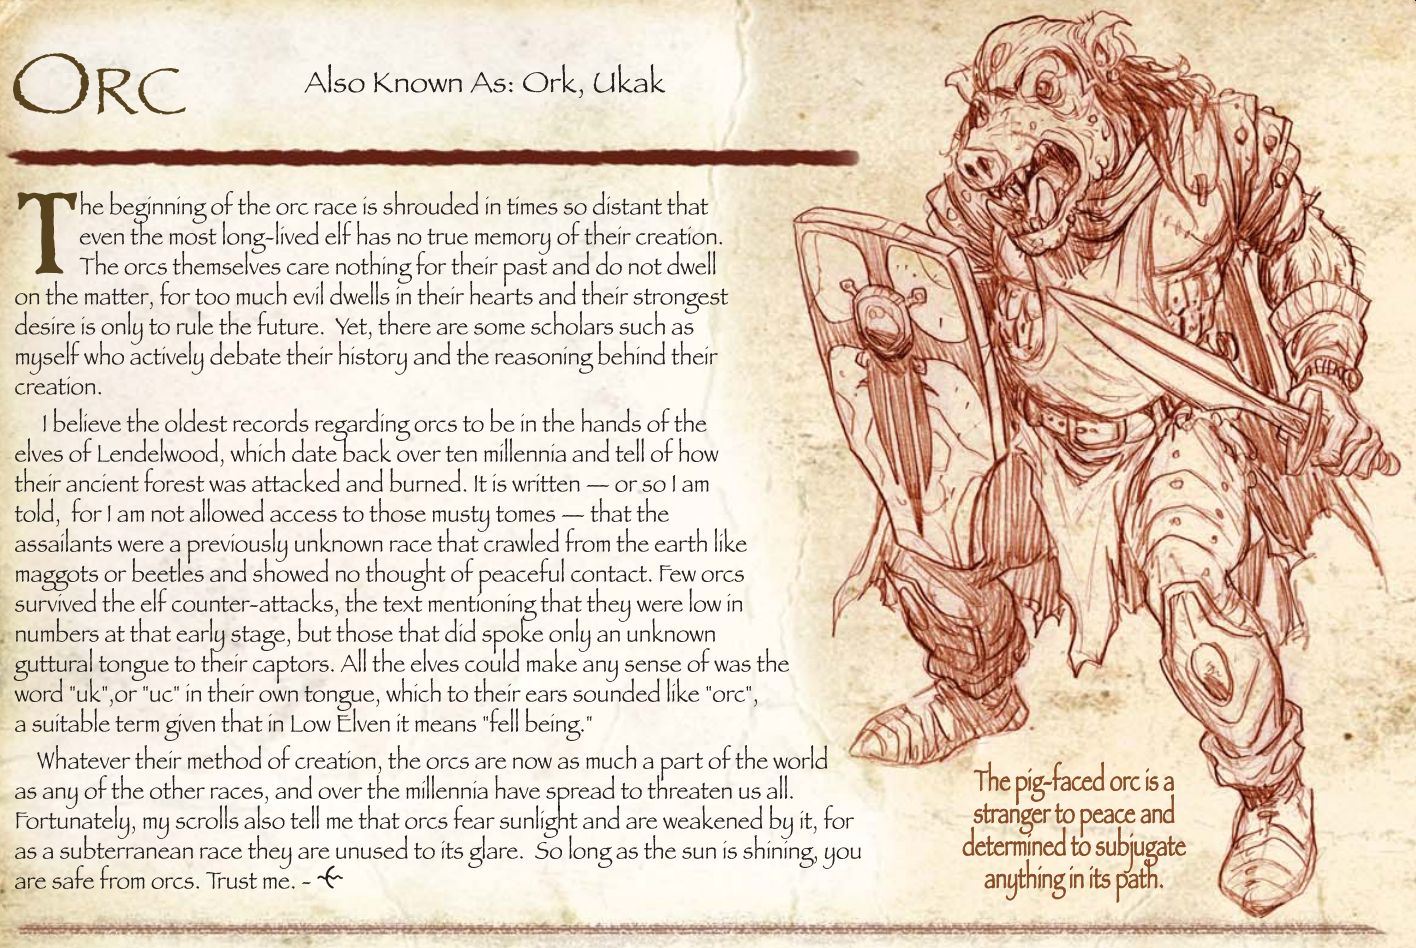 Orc
Also Known As: Ork, Ukak
The beginning of the orc race is shrouded in times so distant that
even the most long-lived elf has no true memory of their creation.
The orcs themselves care nothing for their past and do not dwell
on the matter, for too much evil dwells in their hearts and their strongest
desire is only to rule the future. Yet, there are some scholars such as
myself who actively debate their history and the reasoning behind their
creation.
I believe the oldest records regarding orcs to be in the hands of the
elves of Lendelwood, which date back over ten millennia and tell of how
their ancient forest was attacked and burned. It is written — or so I am
told, for I am not allowed access to those musty tomes — that the
assailants were a previously unknown race that crawled from the earth like
maggots or beetles and showed no thought of peaceful contact. Few orcs
survived the elf counter-attacks, the text mentioning that they were low in
numbers at that early stage, but those that did spoke only an unknown
guttural tongue to their captors. All the elves could make any sense of was the
word "uk",or "uc" in their own tongue, which to their ears sounded like "orc",
a suitable term given that in Low Elven it means "fell being."
Whatever their method of creation, the orcs are now as much a part of the world
as any of the other races, and over the millennia have spread to threaten us all.
Fortunately, my scrolls also tell me that orcs fear sunlight and are weakened by it, for
as a subterranean race they are unused to its glare. So long as the sun is shining, you
are safe from orcs. Trust me. -
The pig-faced orc is a
stranger to peace and
determined to subjugate
anything in its path.